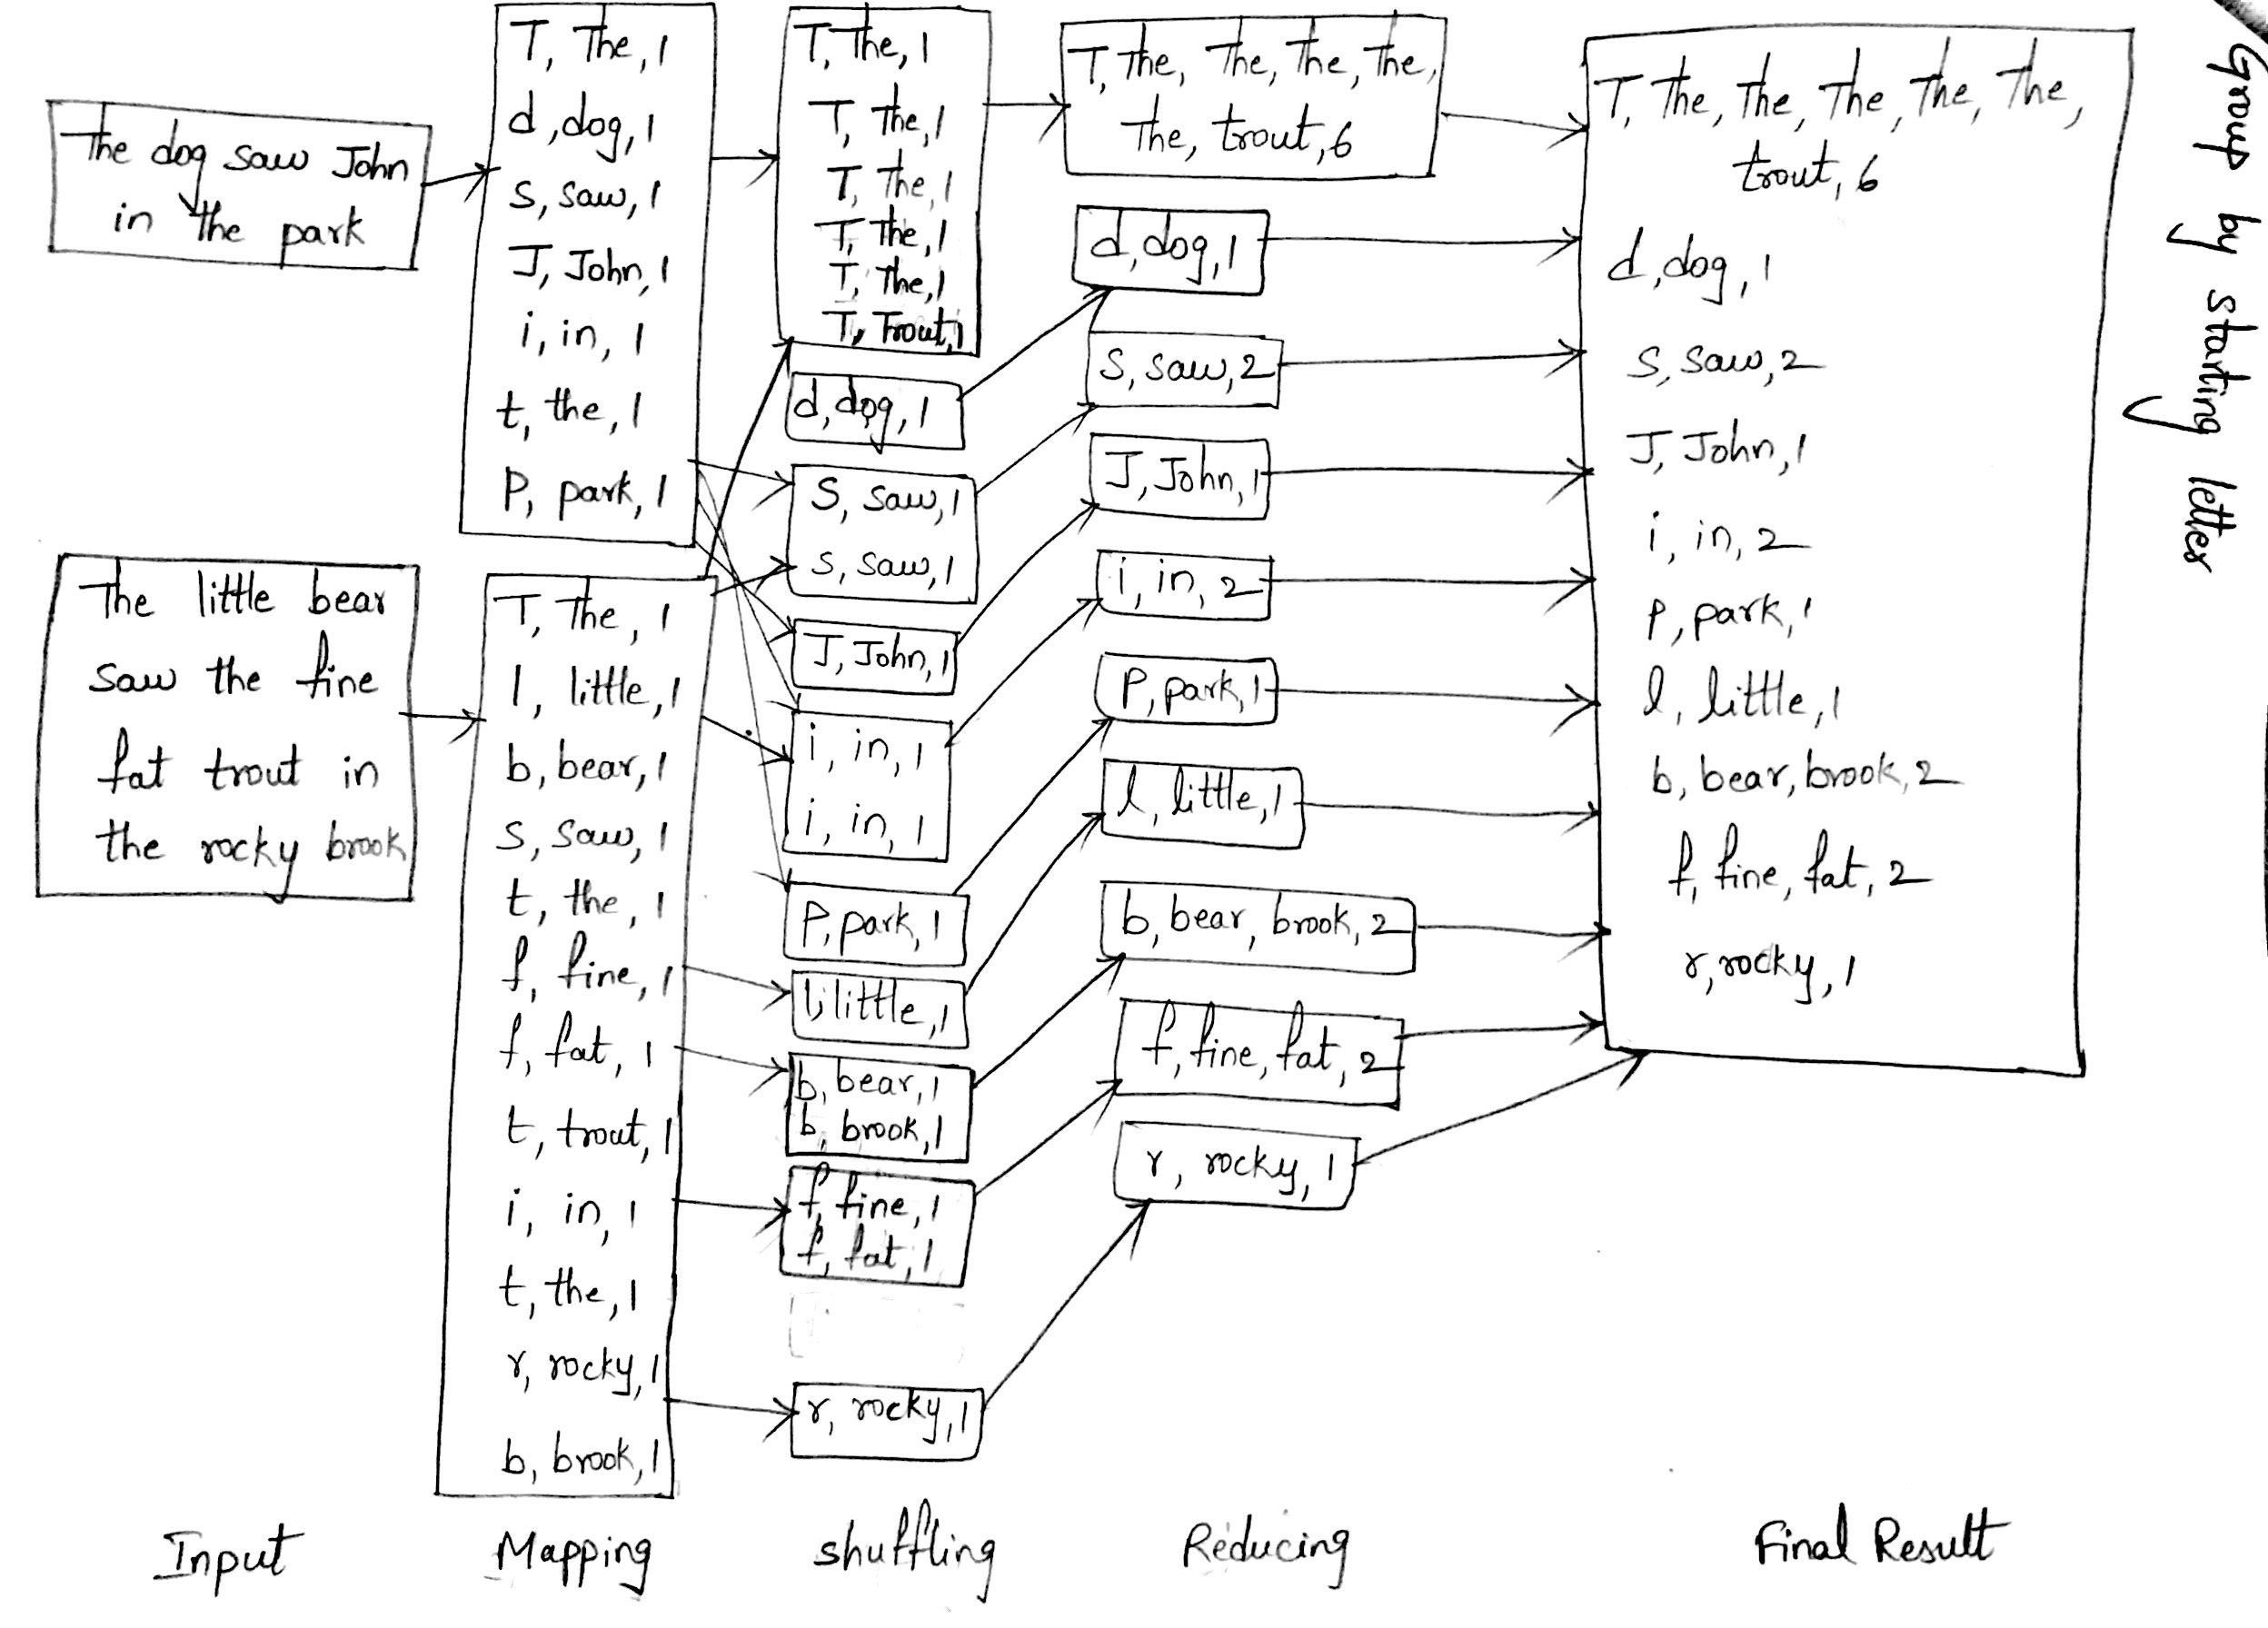 The dog saw John
in the park
The little bear
saw the fine
fat trout in
the rocky brook
Input
T, The, 1
d, dog, 1
s, saw, 1
J, John, 1
i, in, 1
t, the, 1
P, park, 1
T, The, 1
l, little, 1
b, bear, 1
s, saw, 1
t, the, 1
f, fine, 1
f, fat, 1
t, trout, 1
i, in, 1
t, the, 1
r, rocky, 1
b, brook, 1
Mapping
T, The, 1
T, The, 1
T, The, 1
T, The, 1
T, The, 1
T, Trout, 1
d, dog, 1
S, saw, 1
s, saw, 1
J, John, 1
i, in, 1
i, in, 1
P, park, 1
l, little, 1
b, bear, 1
b, brook, 1
f, fine, 1
f, fat, 1
r, rocky, 1
shuffling
T, The, The, The, The,
The, trout, 6
d, dog, 1
s, saw, 2
J, John, 1
i, in, 2
P, park, 1
l, little, 1
b, bear, brook, 2
f, fine, fat, 2
r, rocky, 1
Reducing
T, The, The, The, The, The,
trout, 6
d, dog, 1
s, saw, 2
J, John, 1
i, in, 2
P, park, 1
l, little, 1
b, bear, brook, 2
f, fine, fat, 2
r, rocky, 1
Final Result
Group by starting letter